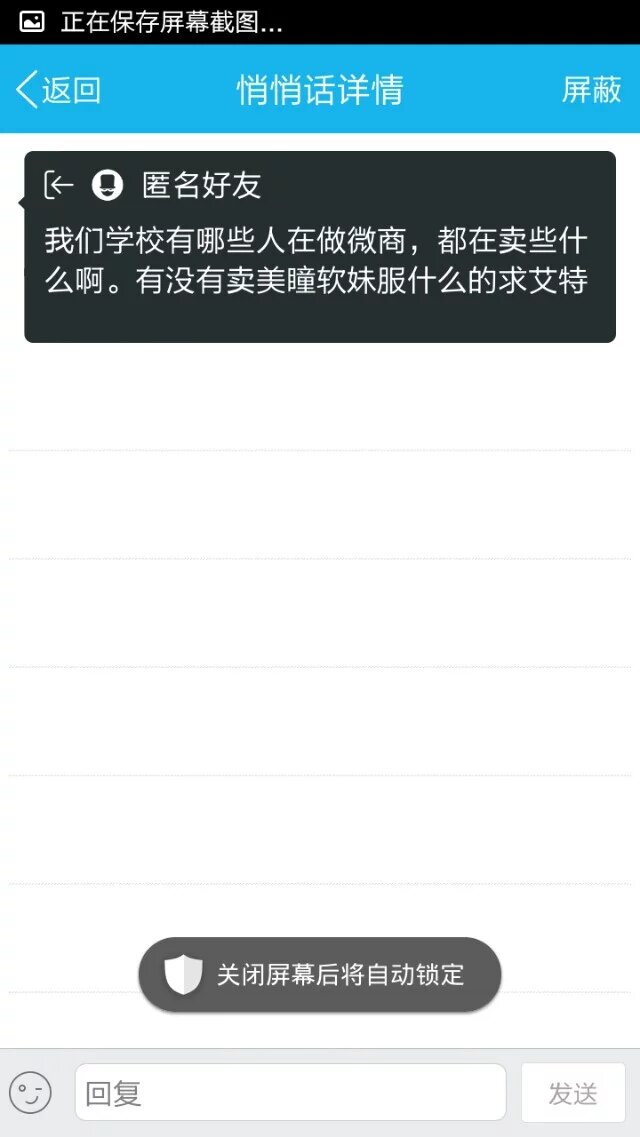 正在保存屏幕截图...
返回
悄悄话详情
屏蔽
匿名好友
我们学校有哪些人在做微商，都在卖些什
么啊。有没有卖美瞳软妹服什么的求艾特
关闭屏幕后将自动锁定
回复
发送